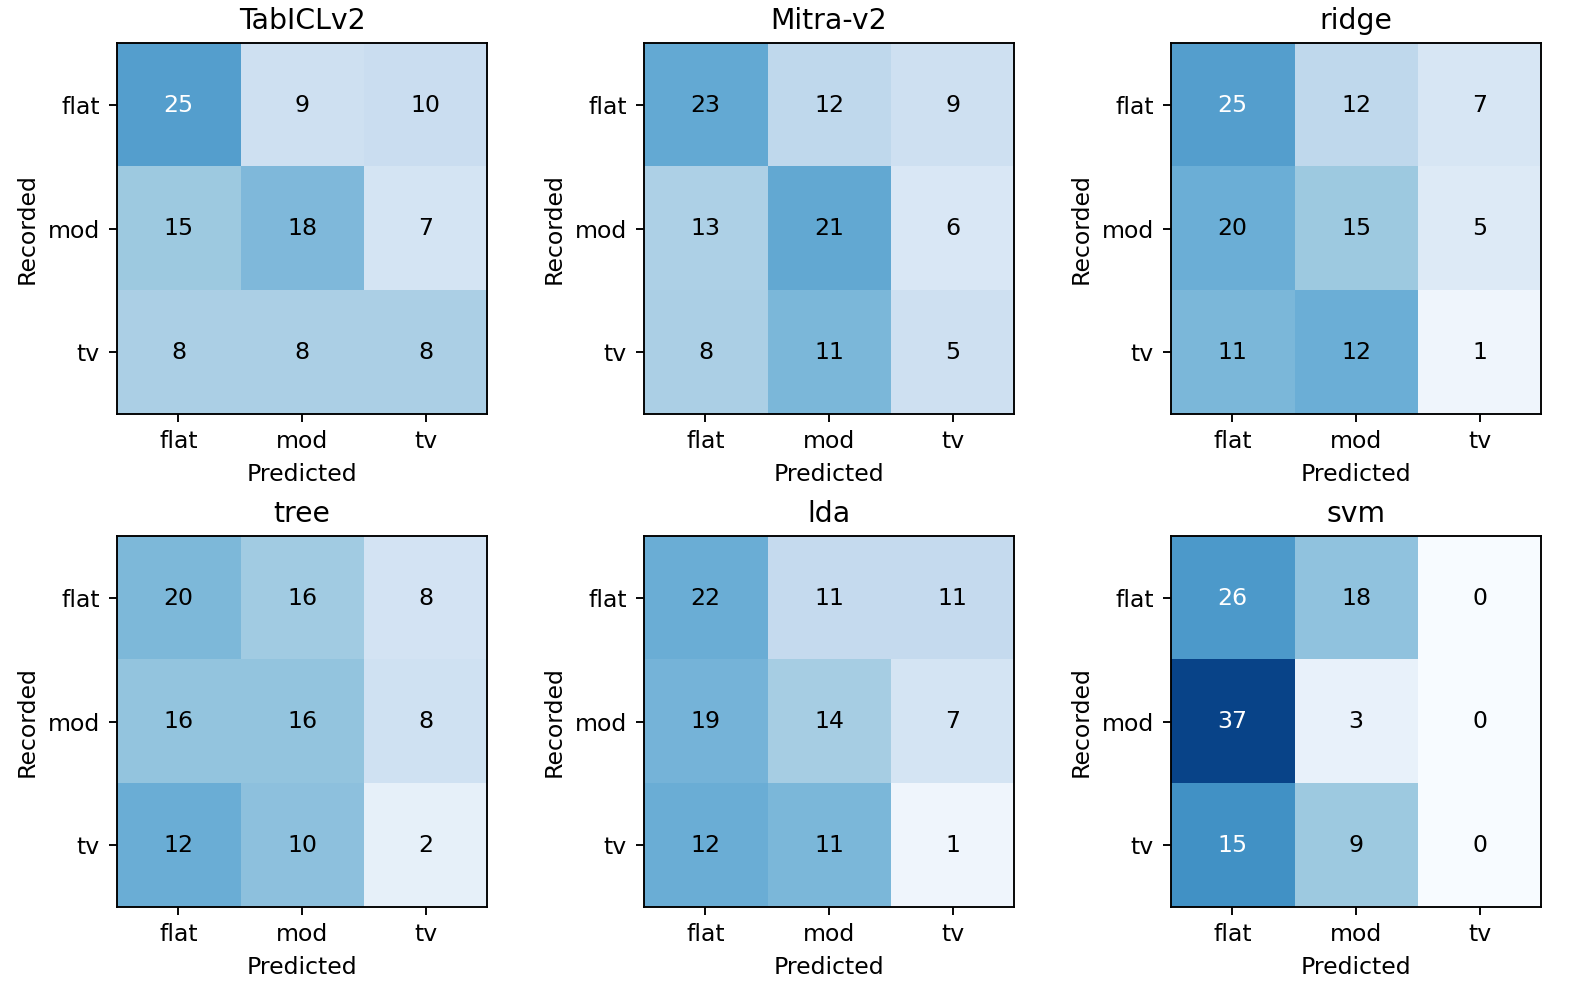 TabICLv2
Mitra-v2
ridge
flat 25 9 10
mod 15 18 7
tv 8 8 8
flat mod tv
Predicted
Recorded
flat 23 12 9
mod 13 21 6
tv 8 11 5
flat mod tv
Predicted
Recorded
flat 25 12 7
mod 20 15 5
tv 11 12 1
flat mod tv
Predicted
Recorded
tree
lda
svm
flat 20 16 8
mod 16 16 8
tv 12 10 2
flat mod tv
Predicted
Recorded
flat 22 11 11
mod 19 14 7
tv 12 11 1
flat mod tv
Predicted
Recorded
flat 26 18 0
mod 37 3 0
tv 15 9 0
flat mod tv
Predicted
Recorded